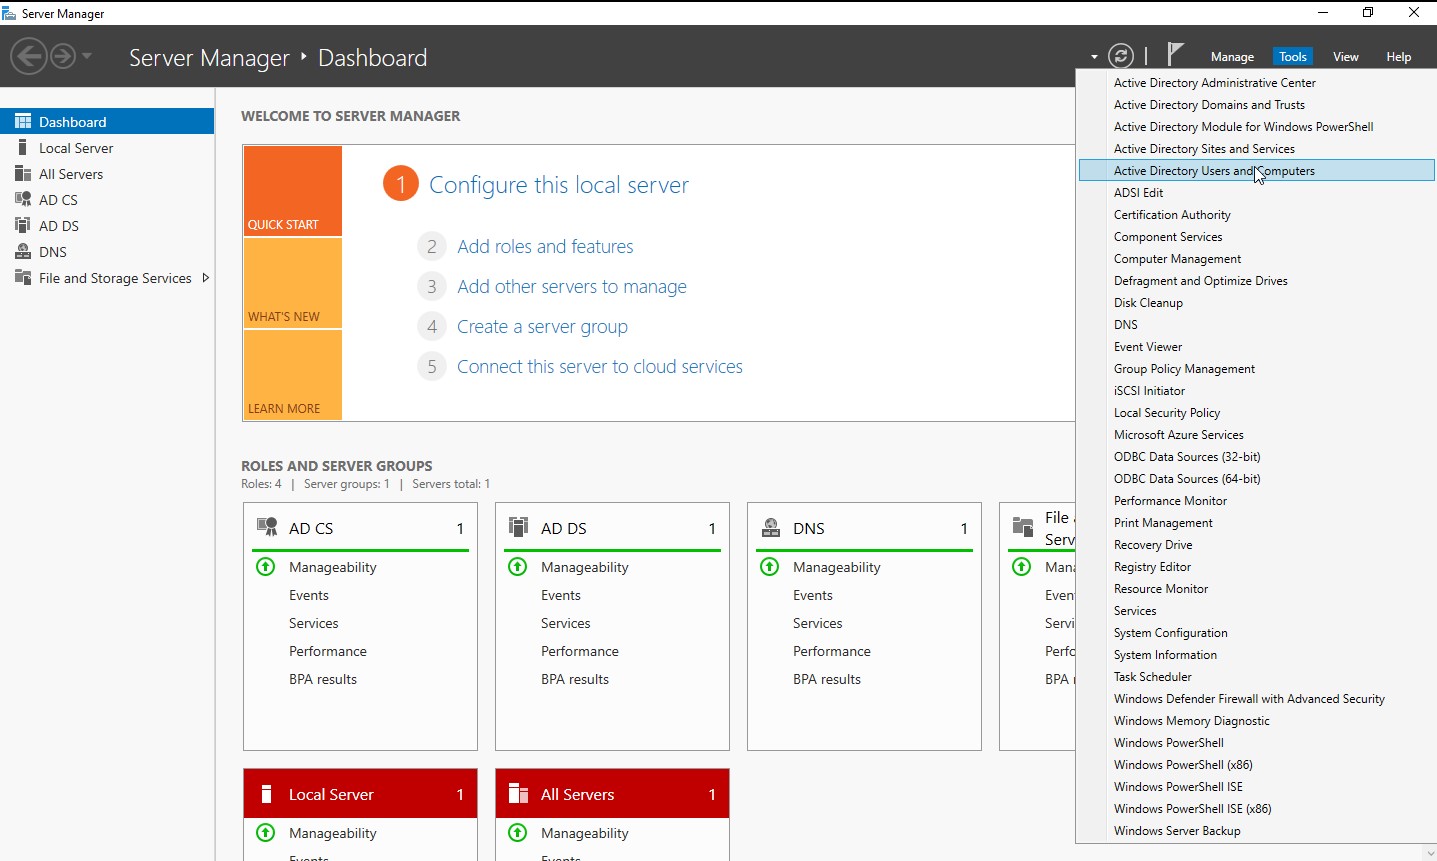 Server Manager
Server Manager ‣ Dashboard
Manage Tools View Help
Dashboard
Local Server
All Servers
AD CS
AD DS
DNS
File and Storage Services
WELCOME TO SERVER MANAGER
QUICK START
WHAT'S NEW
LEARN MORE
1 Configure this local server
2 Add roles and features
3 Add other servers to manage
4 Create a server group
5 Connect this server to cloud services
ROLES AND SERVER GROUPS
Roles: 4 | Server groups: 1 | Servers total: 1
AD CS 1
Manageability
Events
Services
Performance
BPA results
AD DS 1
Manageability
Events
Services
Performance
BPA results
DNS 1
Manageability
Events
Services
Performance
BPA results
File
Serv
Mana
Even
Servi
Perfo
BPA
Local Server 1
Manageability
Events
All Servers 1
Manageability
Events
Active Directory Administrative Center
Active Directory Domains and Trusts
Active Directory Module for Windows PowerShell
Active Directory Sites and Services
Active Directory Users and Computers
ADSI Edit
Certification Authority
Component Services
Computer Management
Defragment and Optimize Drives
Disk Cleanup
DNS
Event Viewer
Group Policy Management
iSCSI Initiator
Local Security Policy
Microsoft Azure Services
ODBC Data Sources (32-bit)
ODBC Data Sources (64-bit)
Performance Monitor
Print Management
Recovery Drive
Registry Editor
Resource Monitor
Services
System Configuration
System Information
Task Scheduler
Windows Defender Firewall with Advanced Security
Windows Memory Diagnostic
Windows PowerShell
Windows PowerShell (x86)
Windows PowerShell ISE
Windows PowerShell ISE (x86)
Windows Server Backup